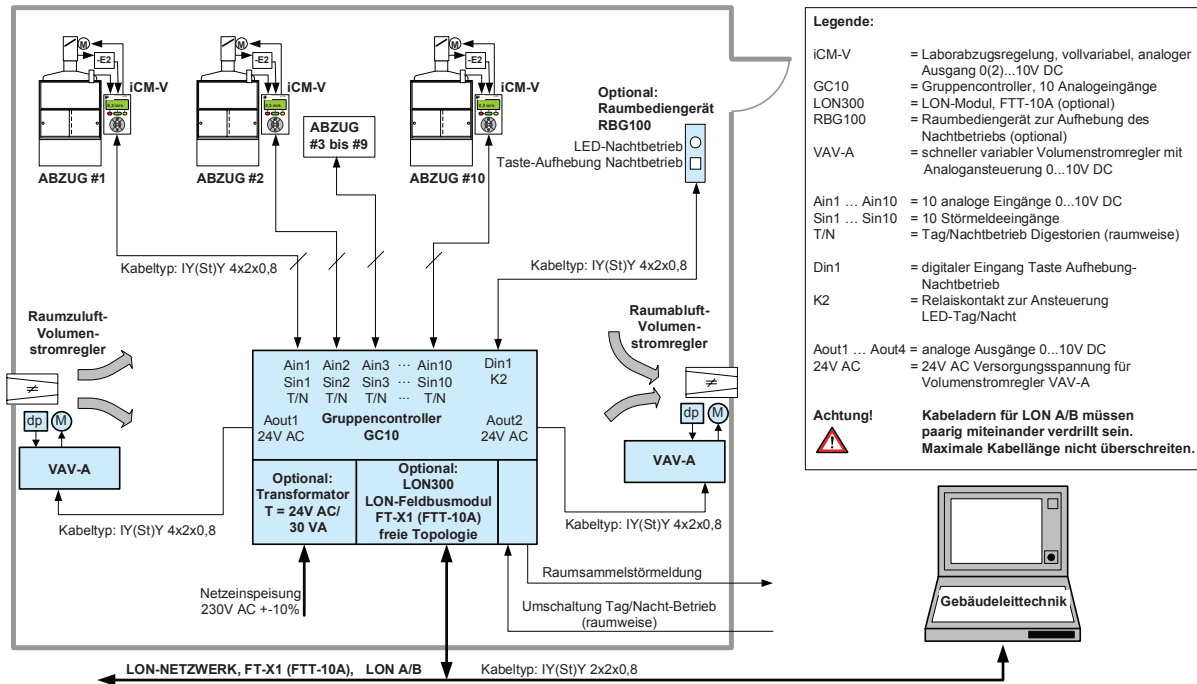 M
-E2
iCM-V
0,5 m/s
ABZUG #1
M
-E2
iCM-V
0,5 m/s
ABZUG #2
ABZUG
#3 bis #9
M
-E2
iCM-V
0,5 m/s
ABZUG #10
Optional:
Raumbediengerät
RBG100
LED-Nachtbetrieb
Taste-Aufhebung Nachtbetrieb
Kabeltyp: IY(St)Y 4x2x0,8
Kabeltyp: IY(St)Y 4x2x0,8
Raumzuluft-
Volumen-
stromregler
≠
dp
M
VAV-A
Kabeltyp: IY(St)Y 4x2x0,8
Ain1 Ain2 Ain3 ... Ain10
Sin1 Sin2 Sin3 ... Sin10
T/N T/N T/N ... T/N
Din1
K2
Aout1
24V AC
Gruppencontroller
GC10
Aout2
24V AC
Optional:
Transformator
T = 24V AC/
30 VA
Optional:
LON300
LON-Feldbusmodul
FT-X1 (FTT-10A)
freie Topologie
Raumabluft-
Volumen-
stromregler
≠
dp
M
VAV-A
Kabeltyp: IY(St)Y 4x2x0,8
Netzeinspeisung
230V AC +-10%
Raumsammelstörmeldung
Umschaltung Tag/Nacht-Betrieb
(raumweise)
LON-NETZWERK, FT-X1 (FTT-10A), LON A/B
Kabeltyp: IY(St)Y 2x2x0,8
Legende:
iCM-V = Laborabzugsregelung, vollvariabel, analoger
Ausgang 0(2)...10V DC
GC10 = Gruppencontroller, 10 Analogeingänge
LON300 = LON-Modul, FTT-10A (optional)
RBG100 = Raumbediengerät zur Aufhebung des
Nachtbetriebs (optional)
VAV-A = schneller variabler Volumenstromregler mit
Analogansteuerung 0...10V DC
Ain1 ... Ain10 = 10 analoge Eingänge 0...10V DC
Sin1 ... Sin10 = 10 Störmeldeeingänge
T/N = Tag/Nachtbetrieb Digestorien (raumweise)
Din1 = digitaler Eingang Taste Aufhebung-
Nachtbetrieb
K2 = Relaiskontakt zur Ansteuerung
LED-Tag/Nacht
Aout1 ... Aout4 = analoge Ausgänge 0...10V DC
24V AC = 24V AC Versorgungsspannung für
Volumenstromregler VAV-A
Achtung! Kabeladern für LON A/B müssen
paarig miteinander verdrillt sein.
Maximale Kabellänge nicht überschreiten.
Gebäudeleittechnik